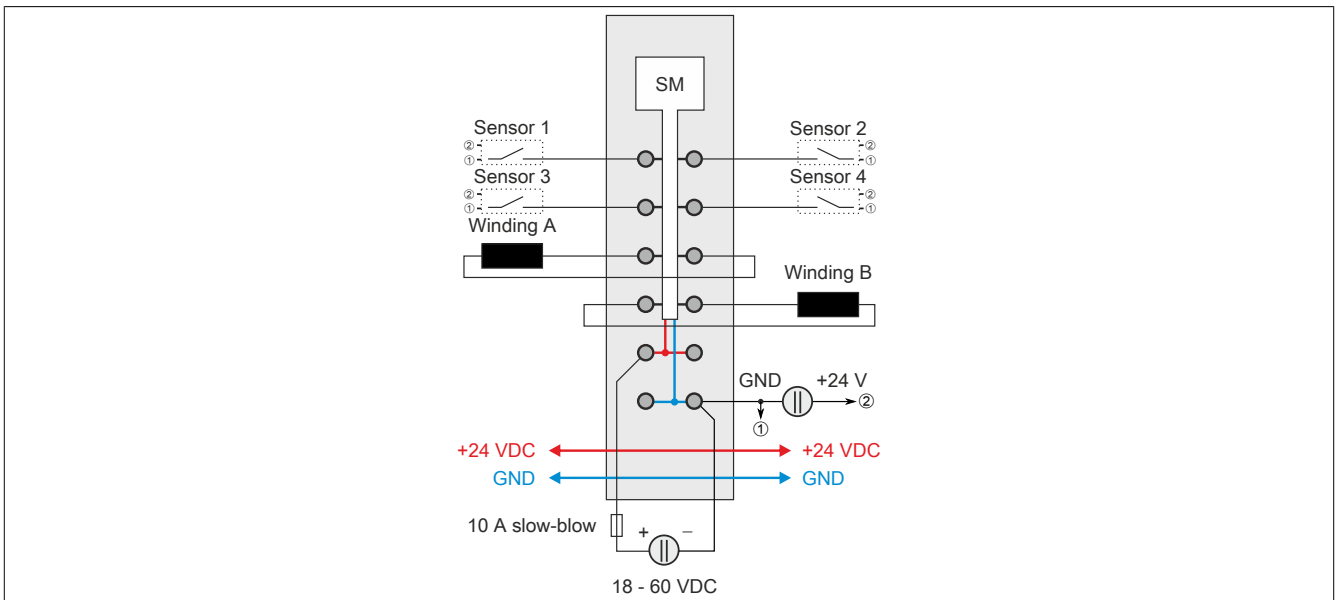 SM
Sensor 1
②
①
Sensor 2
②
①
Sensor 3
②
①
Sensor 4
②
①
Winding A
Winding B
GND +24 V
②
①
+24 VDC +24 VDC
GND GND
10 A slow-blow
+ −
18 - 60 VDC